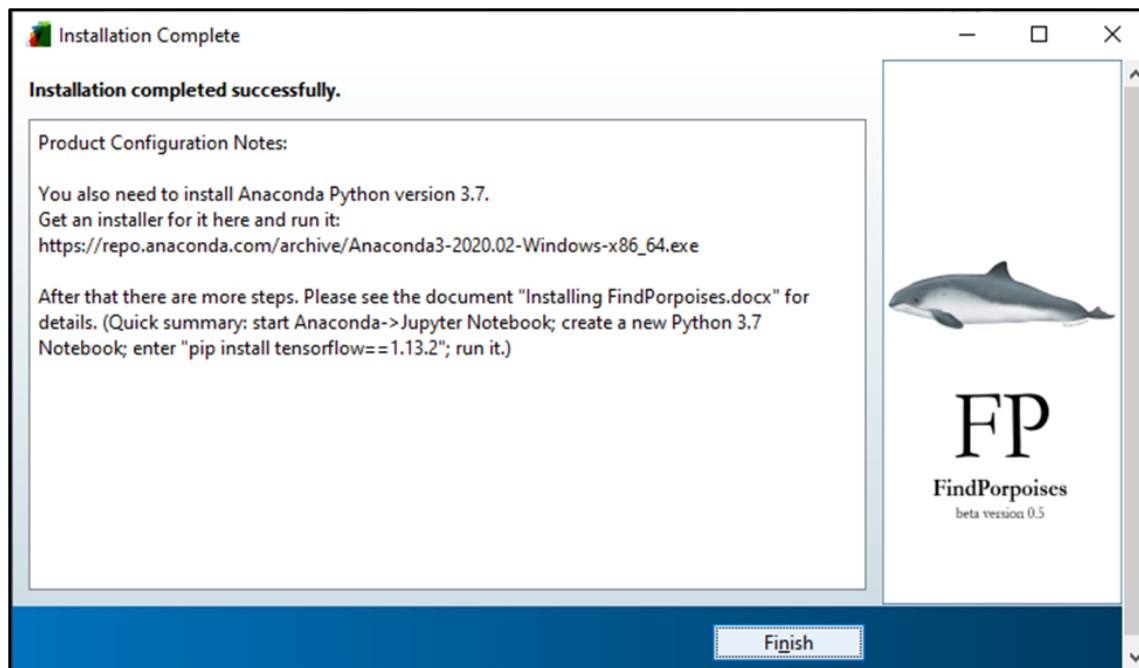 Installation Complete
Installation completed successfully.
Product Configuration Notes:
You also need to install Anaconda Python version 3.7.
Get an installer for it here and run it:
https://repo.anaconda.com/archive/Anaconda3-2020.02-Windows-x86_64.exe
After that there are more steps. Please see the document "Installing FindPorpoises.docx" for
details. (Quick summary: start Anaconda->Jupyter Notebook; create a new Python 3.7
Notebook; enter "pip install tensorflow==1.13.2"; run it.)
FP
FindPorpoises
beta version 0.5
Finish